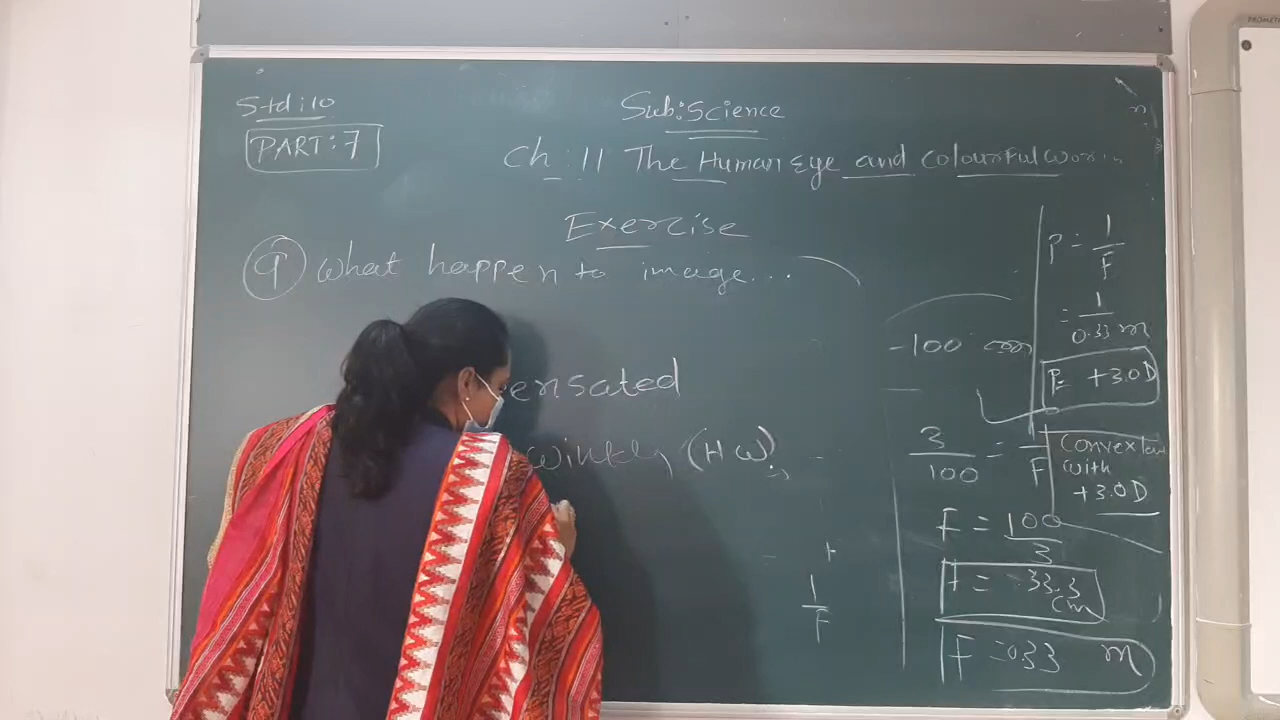 Std:10
PART:7
Sub:Science
Ch:11 The Human Eye and Colourful
Exercise
9 What happen to image...
ensated
(HW)
+
1/F
-100 cm
3/100 = 1/F
F = 100/3
F = 33.3 cm
F = 0.33 m
P = 1/F
= 1/0.33 m
P= +3.0D
Convex
with
+3.0D